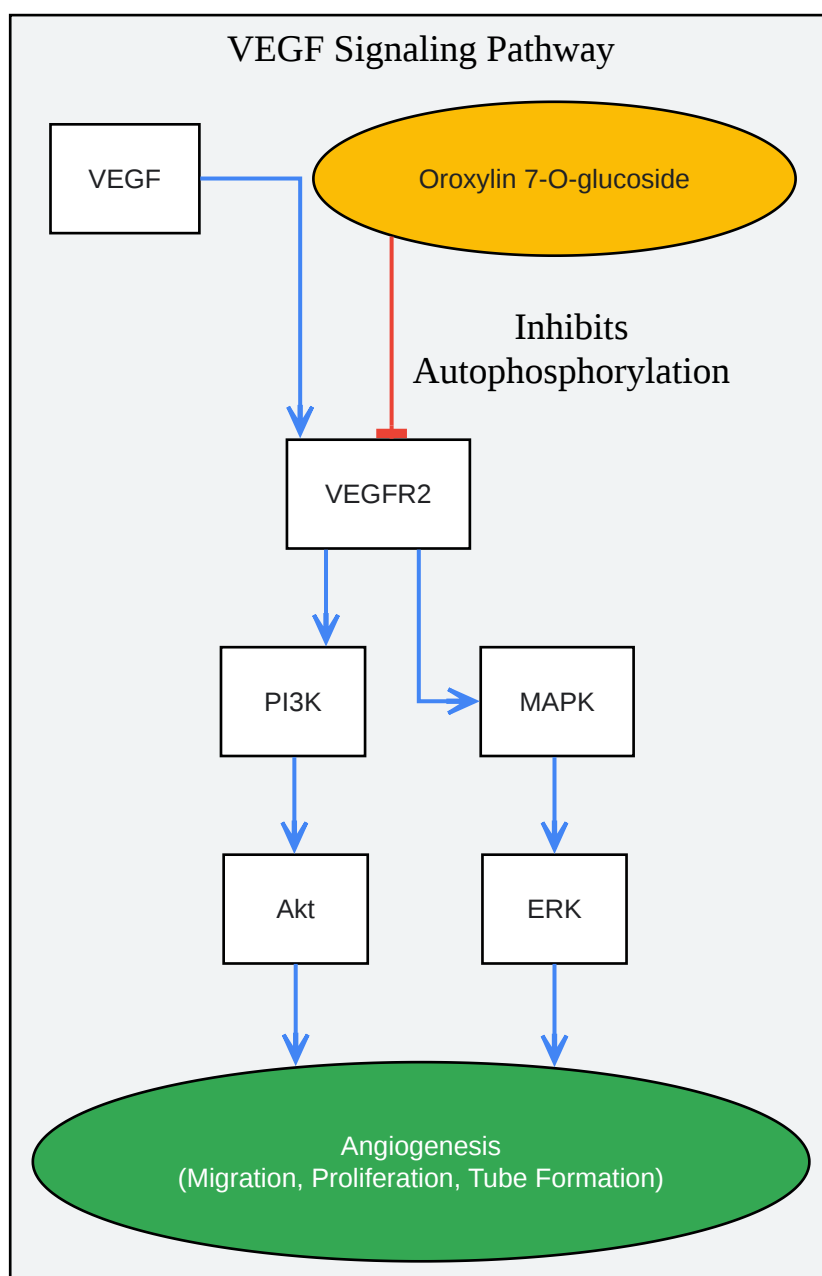 VEGF Signaling Pathway
VEGF
Oroxylin 7-O-glucoside
Inhibits
Autophosphorylation
VEGFR2
PI3K
MAPK
Akt
ERK
Angiogenesis
(Migration, Proliferation, Tube Formation)